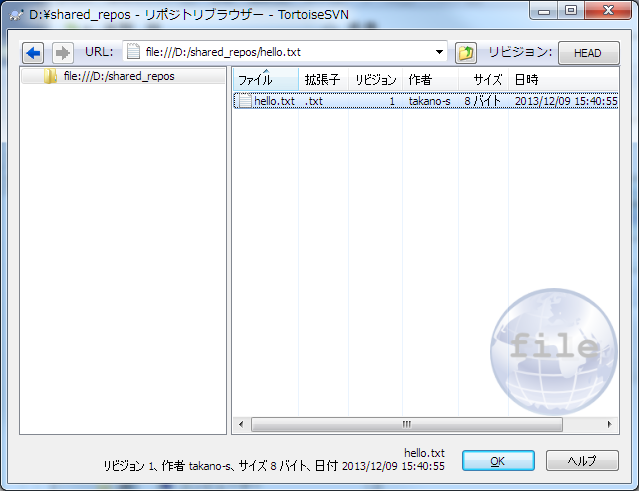 D:¥shared_repos - リポジトリブラウザー - TortoiseSVN
URL: file:///D:/shared_repos/hello.txt リビジョン: HEAD
file:///D:/shared_repos
ファイル 拡張子 リビジョン 作者 サイズ 日時
hello.txt .txt 1 takano-s 8 バイト 2013/12/09 15:40:55
file
hello.txt
リビジョン 1、作者 takano-s、サイズ 8 バイト、日付 2013/12/09 15:40:55
OK ヘルプ